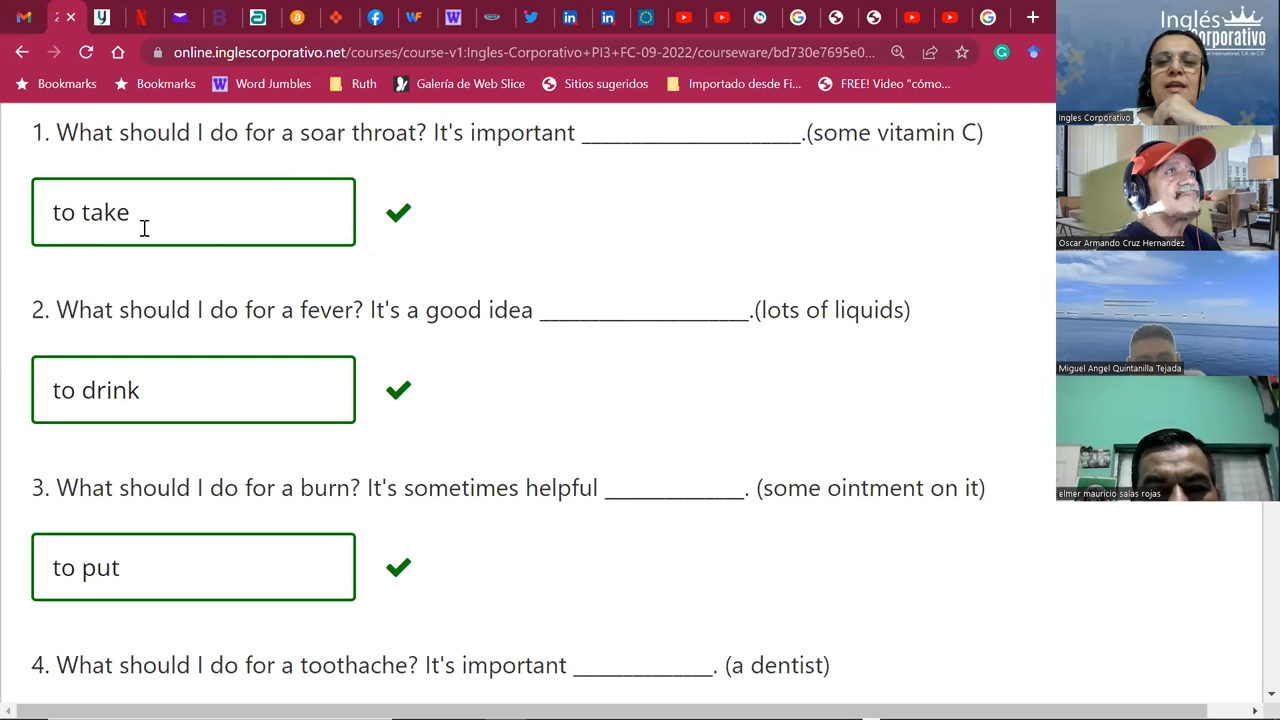 online.inglescorporativo.net/courses/course-v1:Ingles-Corporativo+PI3+FC-09-2022/courseware/bd730e7695e0...
Bookmarks
Bookmarks
Word Jumbles
Ruth
Galería de Web Slice
Sitios sugeridos
Importado desde Fi...
FREE! Video "cómo...
1. What should I do for a soar throat? It's important ________________.(some vitamin C)
to take
2. What should I do for a fever? It's a good idea ________________.(lots of liquids)
to drink
3. What should I do for a burn? It's sometimes helpful ___________. (some ointment on it)
to put
4. What should I do for a toothache? It's important ___________. (a dentist)
Inglés
Corporativo
Ingles Corporativo
Oscar Armando Cruz Hernandez
Miguel Angel Quintanilla Tejada
elmer mauricio salas rojas